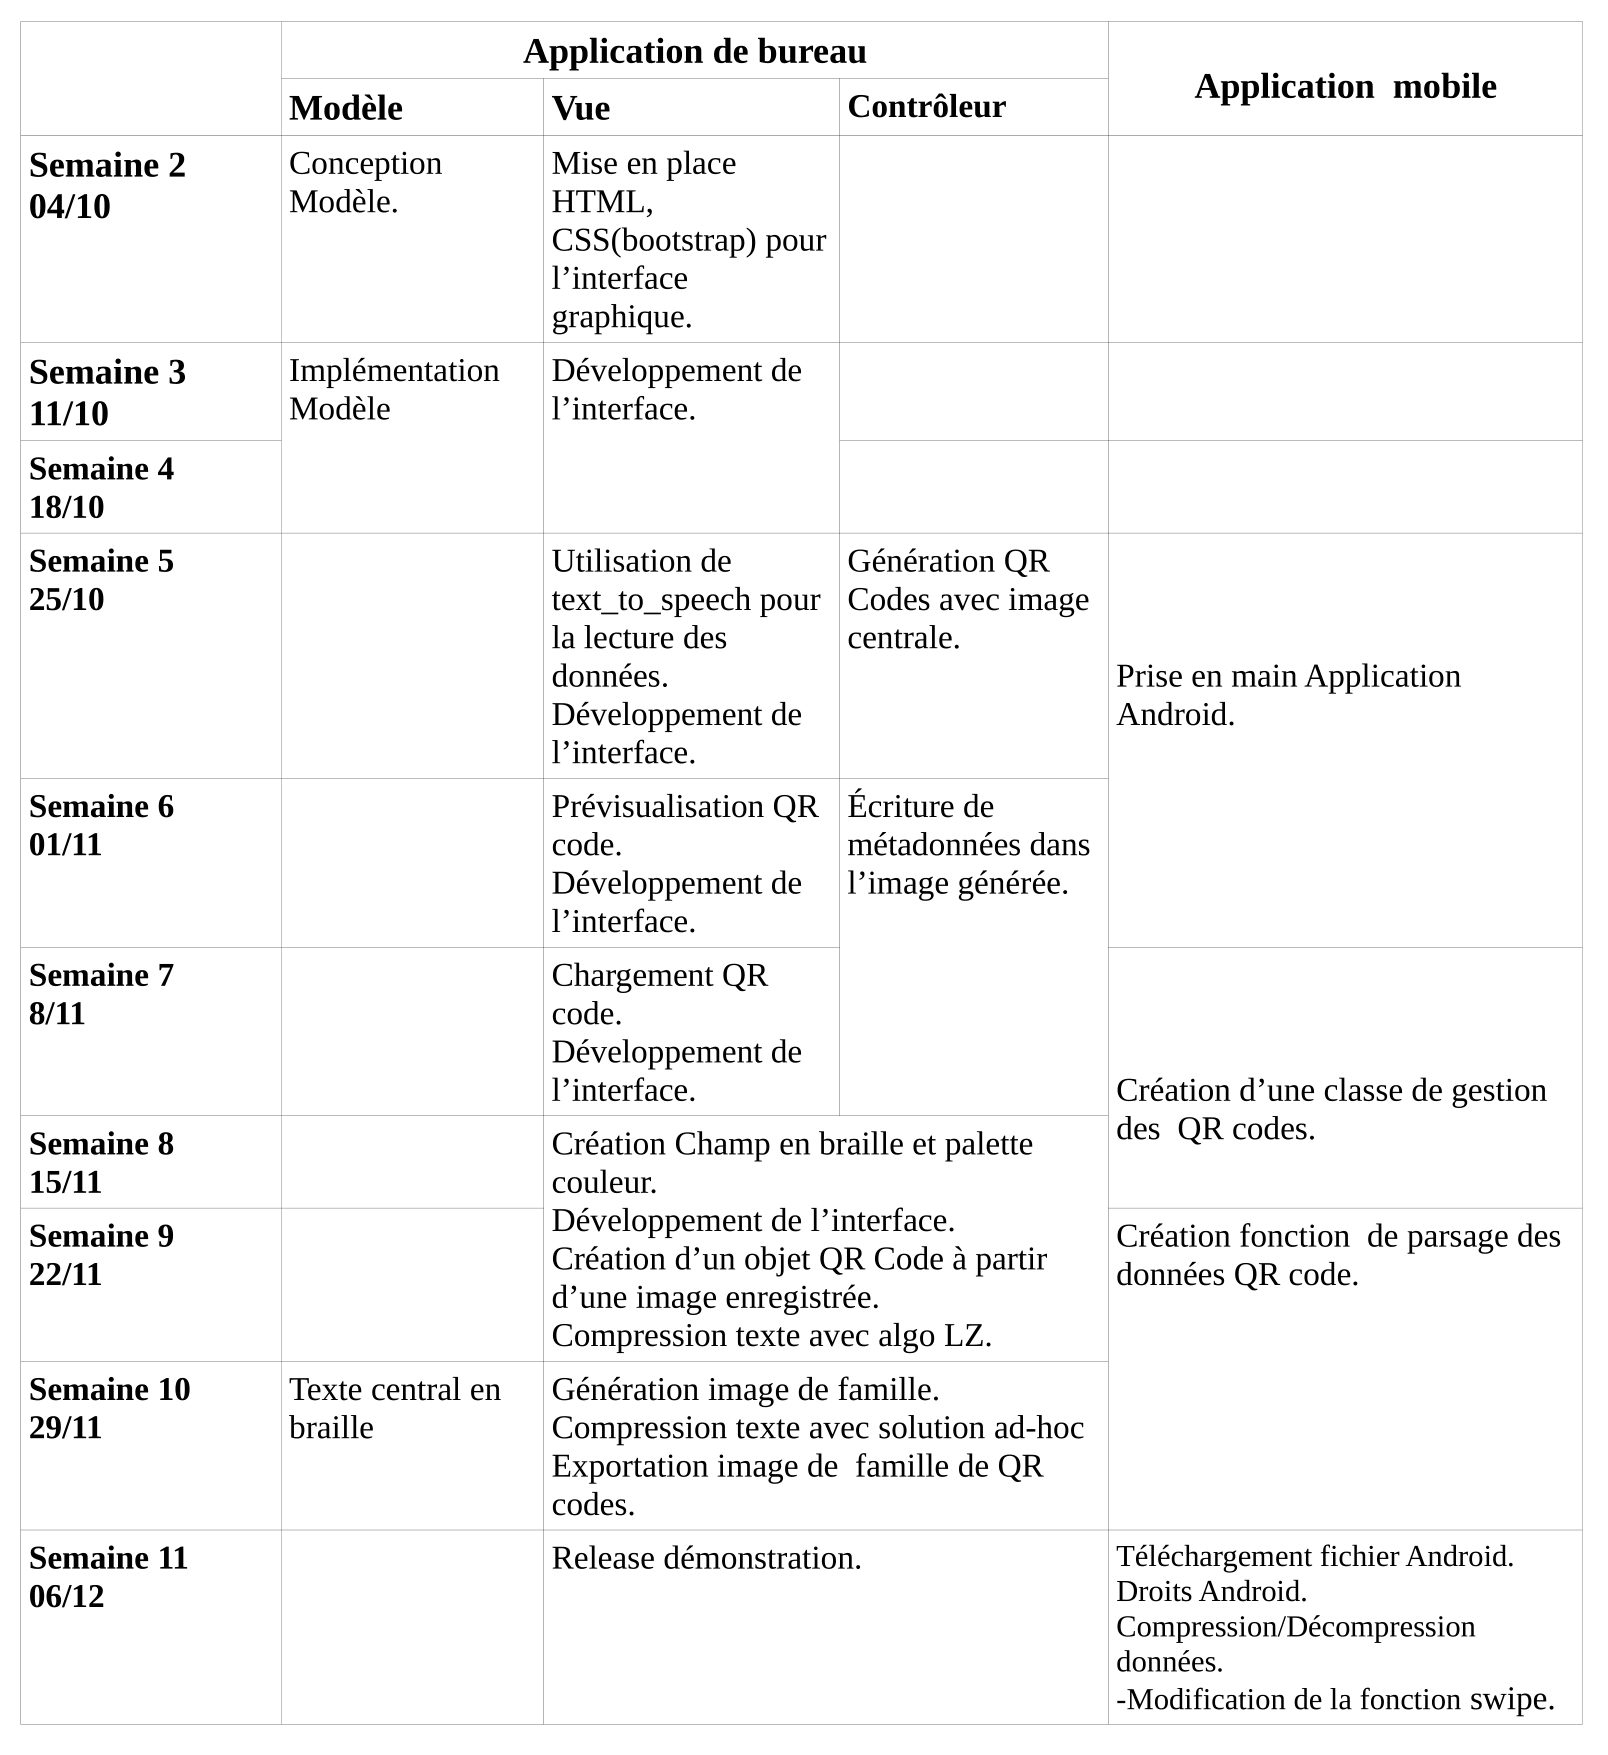 Application de bureau
Application  mobile
Modèle
Vue
Contrôleur
Semaine 2
04/10
Conception
Modèle.
Mise en place
HTML,
CSS(bootstrap) pour
l’interface
graphique.
Semaine 3
11/10
Implémentation
Modèle
Développement de
l’interface.
Semaine 4
18/10
Semaine 5
25/10
Utilisation de
text_to_speech pour
la lecture des
données.
Développement de
l’interface.
Génération QR
Codes avec image
centrale.
Prise en main Application
Android.
Semaine 6
01/11
Prévisualisation QR
code.
Développement de
l’interface.
Écriture de
métadonnées dans
l’image générée.
Semaine 7
8/11
Chargement QR
code.
Développement de
l’interface.
Création d’une classe de gestion
des  QR codes.
Semaine 8
15/11
Création Champ en braille et palette
couleur.
Développement de l’interface.
Création d’un objet QR Code à partir
d’une image enregistrée.
Compression texte avec algo LZ.
Semaine 9
22/11
Création fonction  de parsage des
données QR code.
Semaine 10
29/11
Texte central en
braille
Génération image de famille.
Compression texte avec solution ad-hoc
Exportation image de  famille de QR
codes.
Semaine 11
06/12
Release démonstration.
Téléchargement fichier Android.
Droits Android.
Compression/Décompression
données.
-Modification de la fonction swipe.